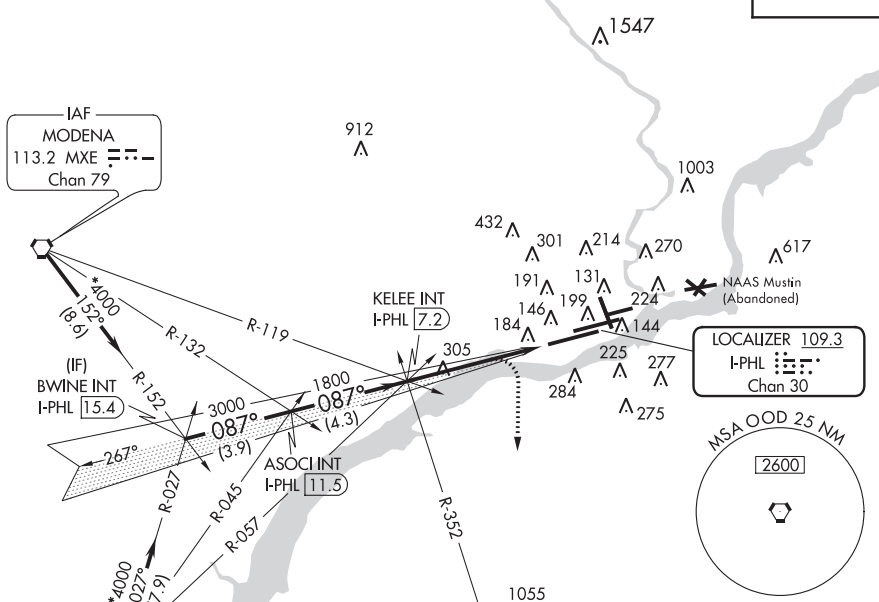 1547
IAF
MODENA
113.2 MXE
Chan 79
912
1003
432
301
214
270
617
191
131
NAAS Mustin
(Abandoned)
146
199
224
184
144
KELEE INT
I-PHL 7.2
*4000
152°
(8.6)
R-119
R-132
305
LOCALIZER 109.3
I-PHL
Chan 30
225
277
284
275
(IF)
BWINE INT
I-PHL 15.4
R-152
3000
1800
087°
087°
(3.9)
(4.3)
267°
ASOCI INT
I-PHL 11.5
MSA OOD 25 NM
2600
R-027
R-045
R-057
R-352
*4000
027°
7.9)
1055